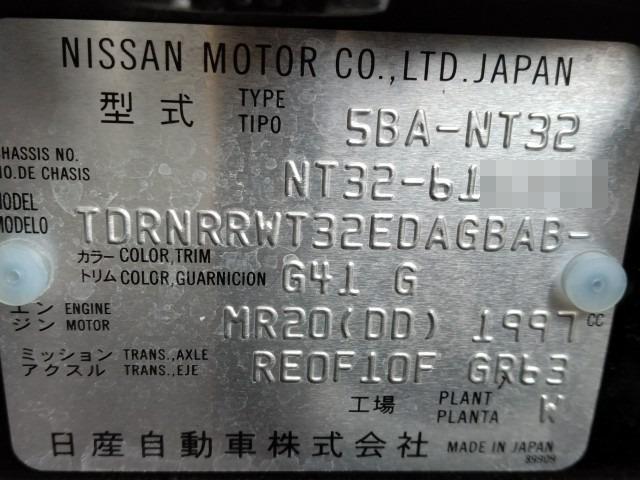 NISSAN MOTOR CO.,LTD. JAPAN
型式 TYPE TIPO 5BA-NT32
CHASSIS NO. NO.DE CHASIS NT32-61
MODEL MODELO TDRNRRWT32EDAGBAB-
カラー COLOR,TRIM
トリム COLOR,GUARNICION G41 G
エン ENGINE
ジン MOTOR MR20(DD) 1997 CC
ミッション TRANS.,AXLE
アクスル TRANS.,EJE RE0F10F GR63
工場 PLANT PLANTA W
日産自動車株式会社 MADE IN JAPAN